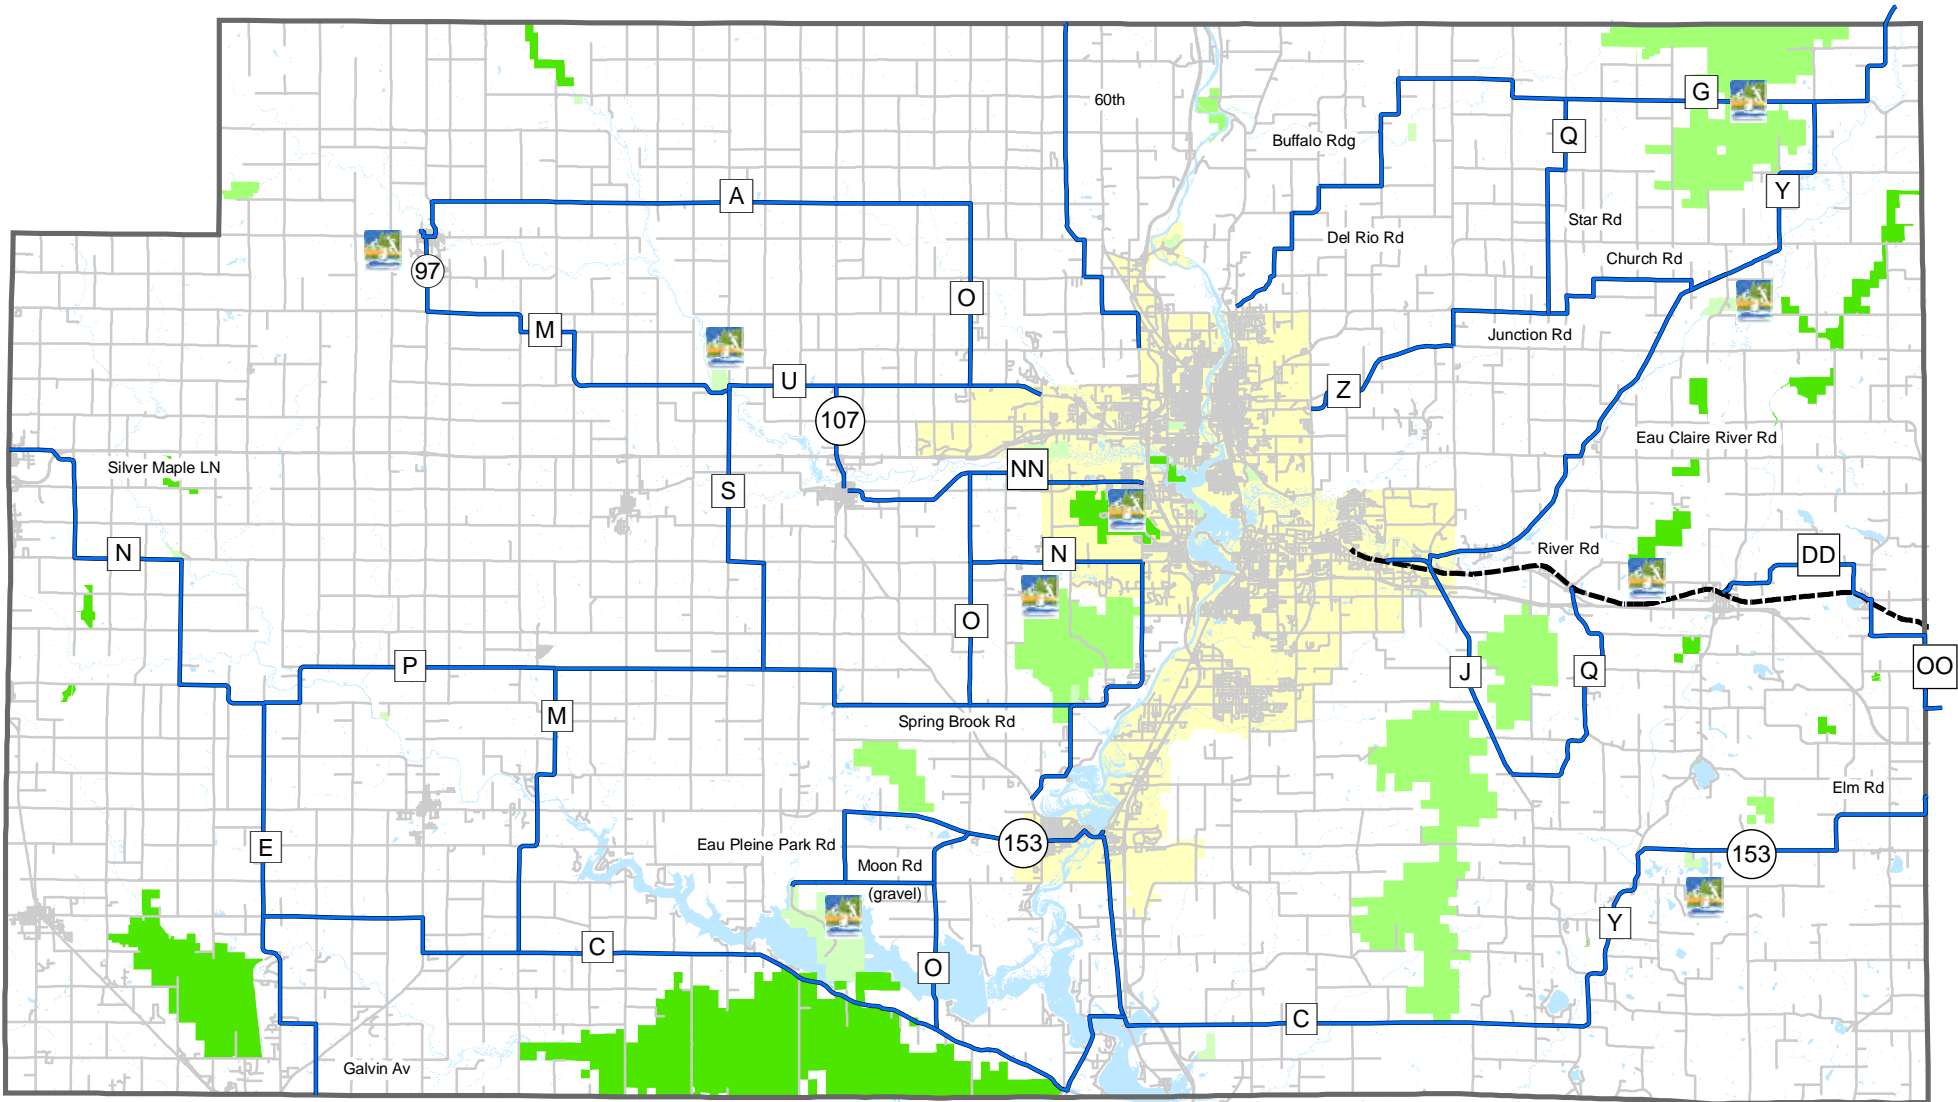 G
60th
Q
Buffalo Rdg
Y
A
Star Rd
Del Rio Rd
Church Rd
97
O
M
Junction Rd
U
Z
107
Eau Claire River Rd
Silver Maple LN
NN
S
River Rd
N
N
DD
O
P
J
Q
OO
M
Spring Brook Rd
Elm Rd
E
Eau Pleine Park Rd
153
153
Moon Rd
(gravel)
Y
C
O
C
Galvin Av